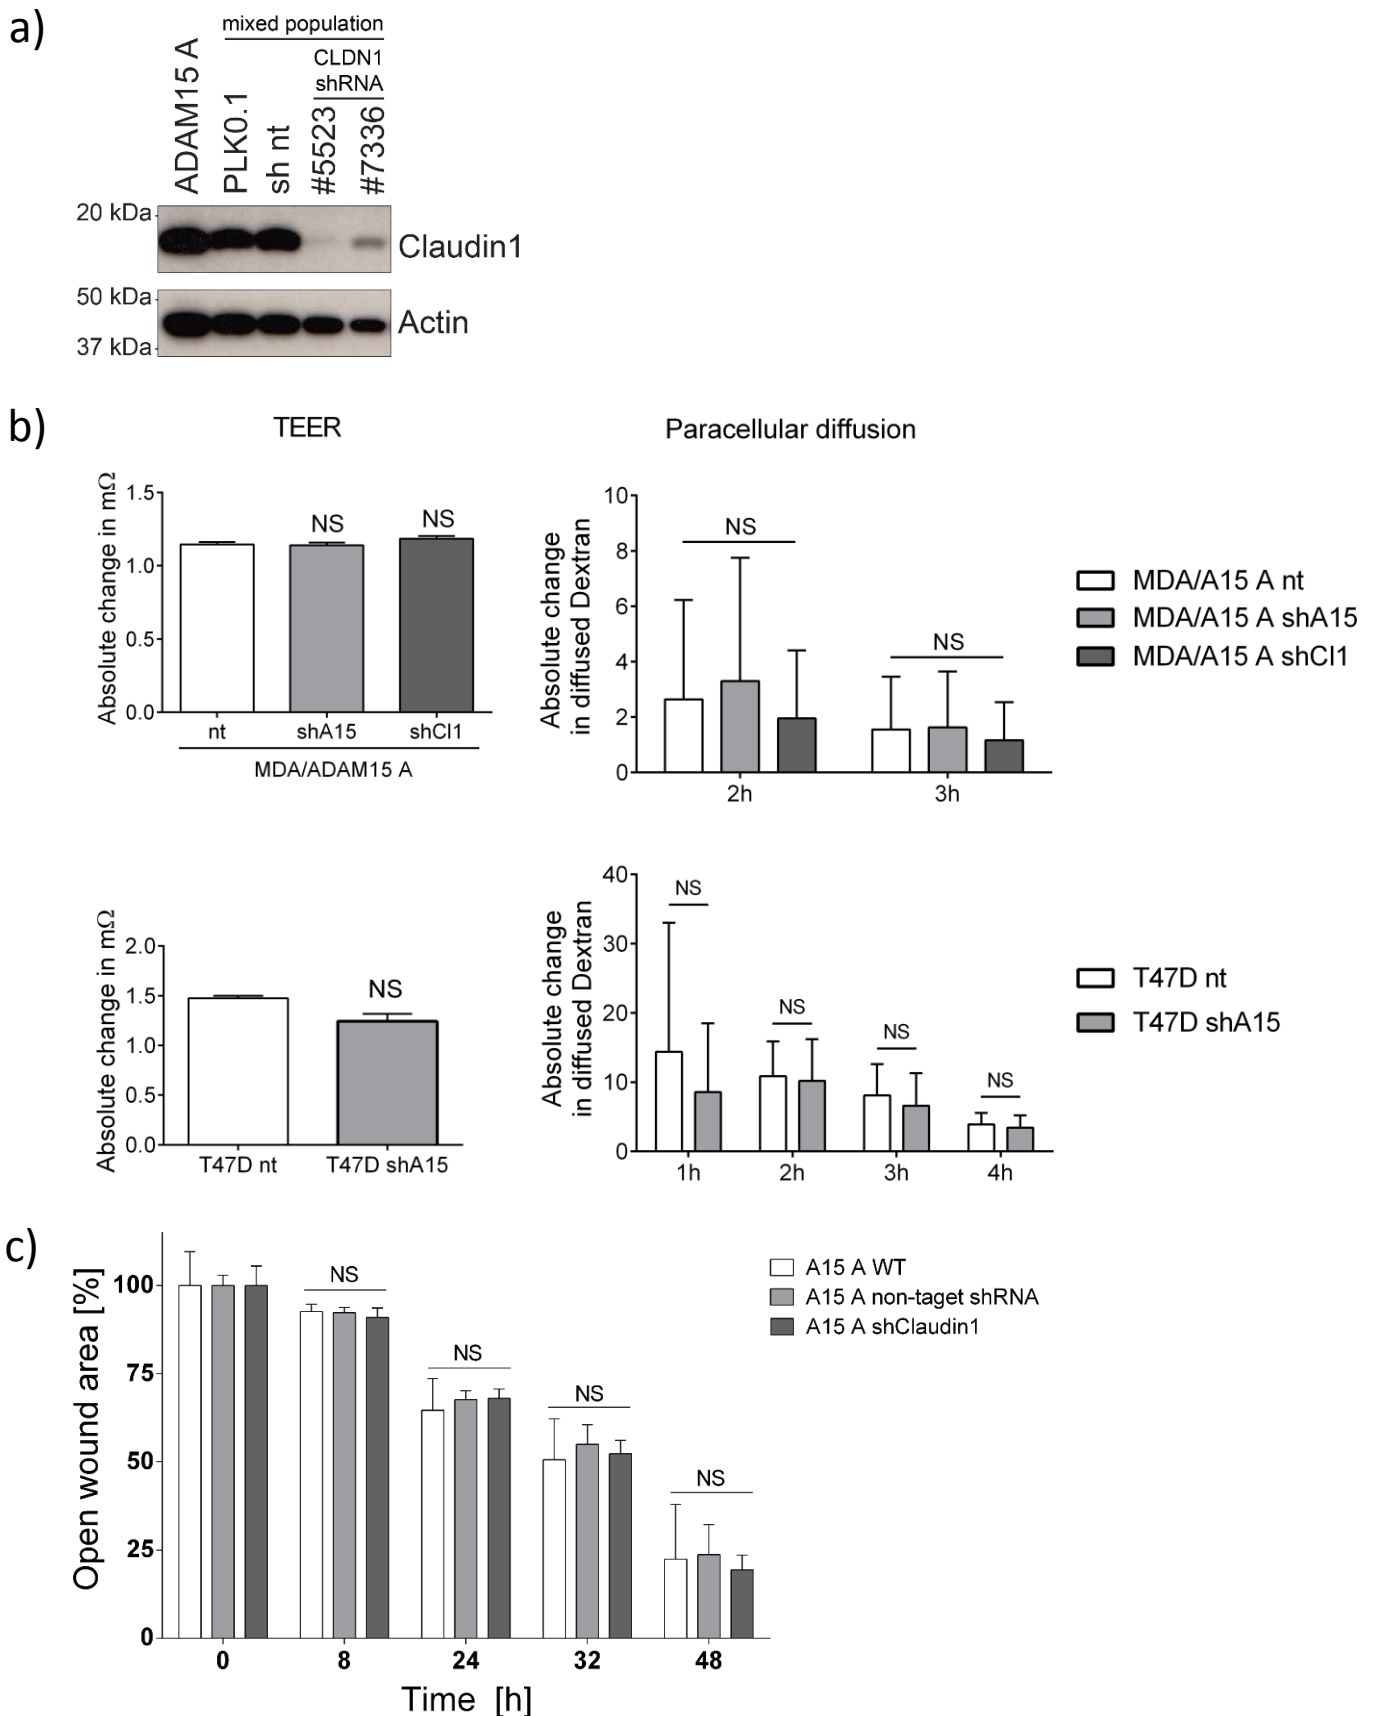 a)
mixed population
CLDN1
shRNA
ADAM15 A
PLK0.1
sh nt
#5523
#7336
20 kDa
Claudin1
50 kDa
Actin
37 kDa
b)
TEER
Paracellular diffusion
Absolute change in mΩ
1.5
1.0
0.5
0.0
NS
NS
nt
shA15
shCl1
MDA/ADAM15 A
Absolute change
in diffused Dextran
10
8
6
4
2
0
NS
NS
2h
3h
MDA/A15 A nt
MDA/A15 A shA15
MDA/A15 A shCl1
Absolute change in mΩ
2.0
1.5
1.0
0.5
0.0
NS
T47D nt
T47D shA15
Absolute change
in diffused Dextran
40
30
20
10
0
NS
NS
NS
NS
1h
2h
3h
4h
T47D nt
T47D shA15
c)
Open wound area [%]
100
75
50
25
0
NS
NS
NS
NS
A15 A WT
A15 A non-taget shRNA
A15 A shClaudin1
0
8
24
32
48
Time [h]